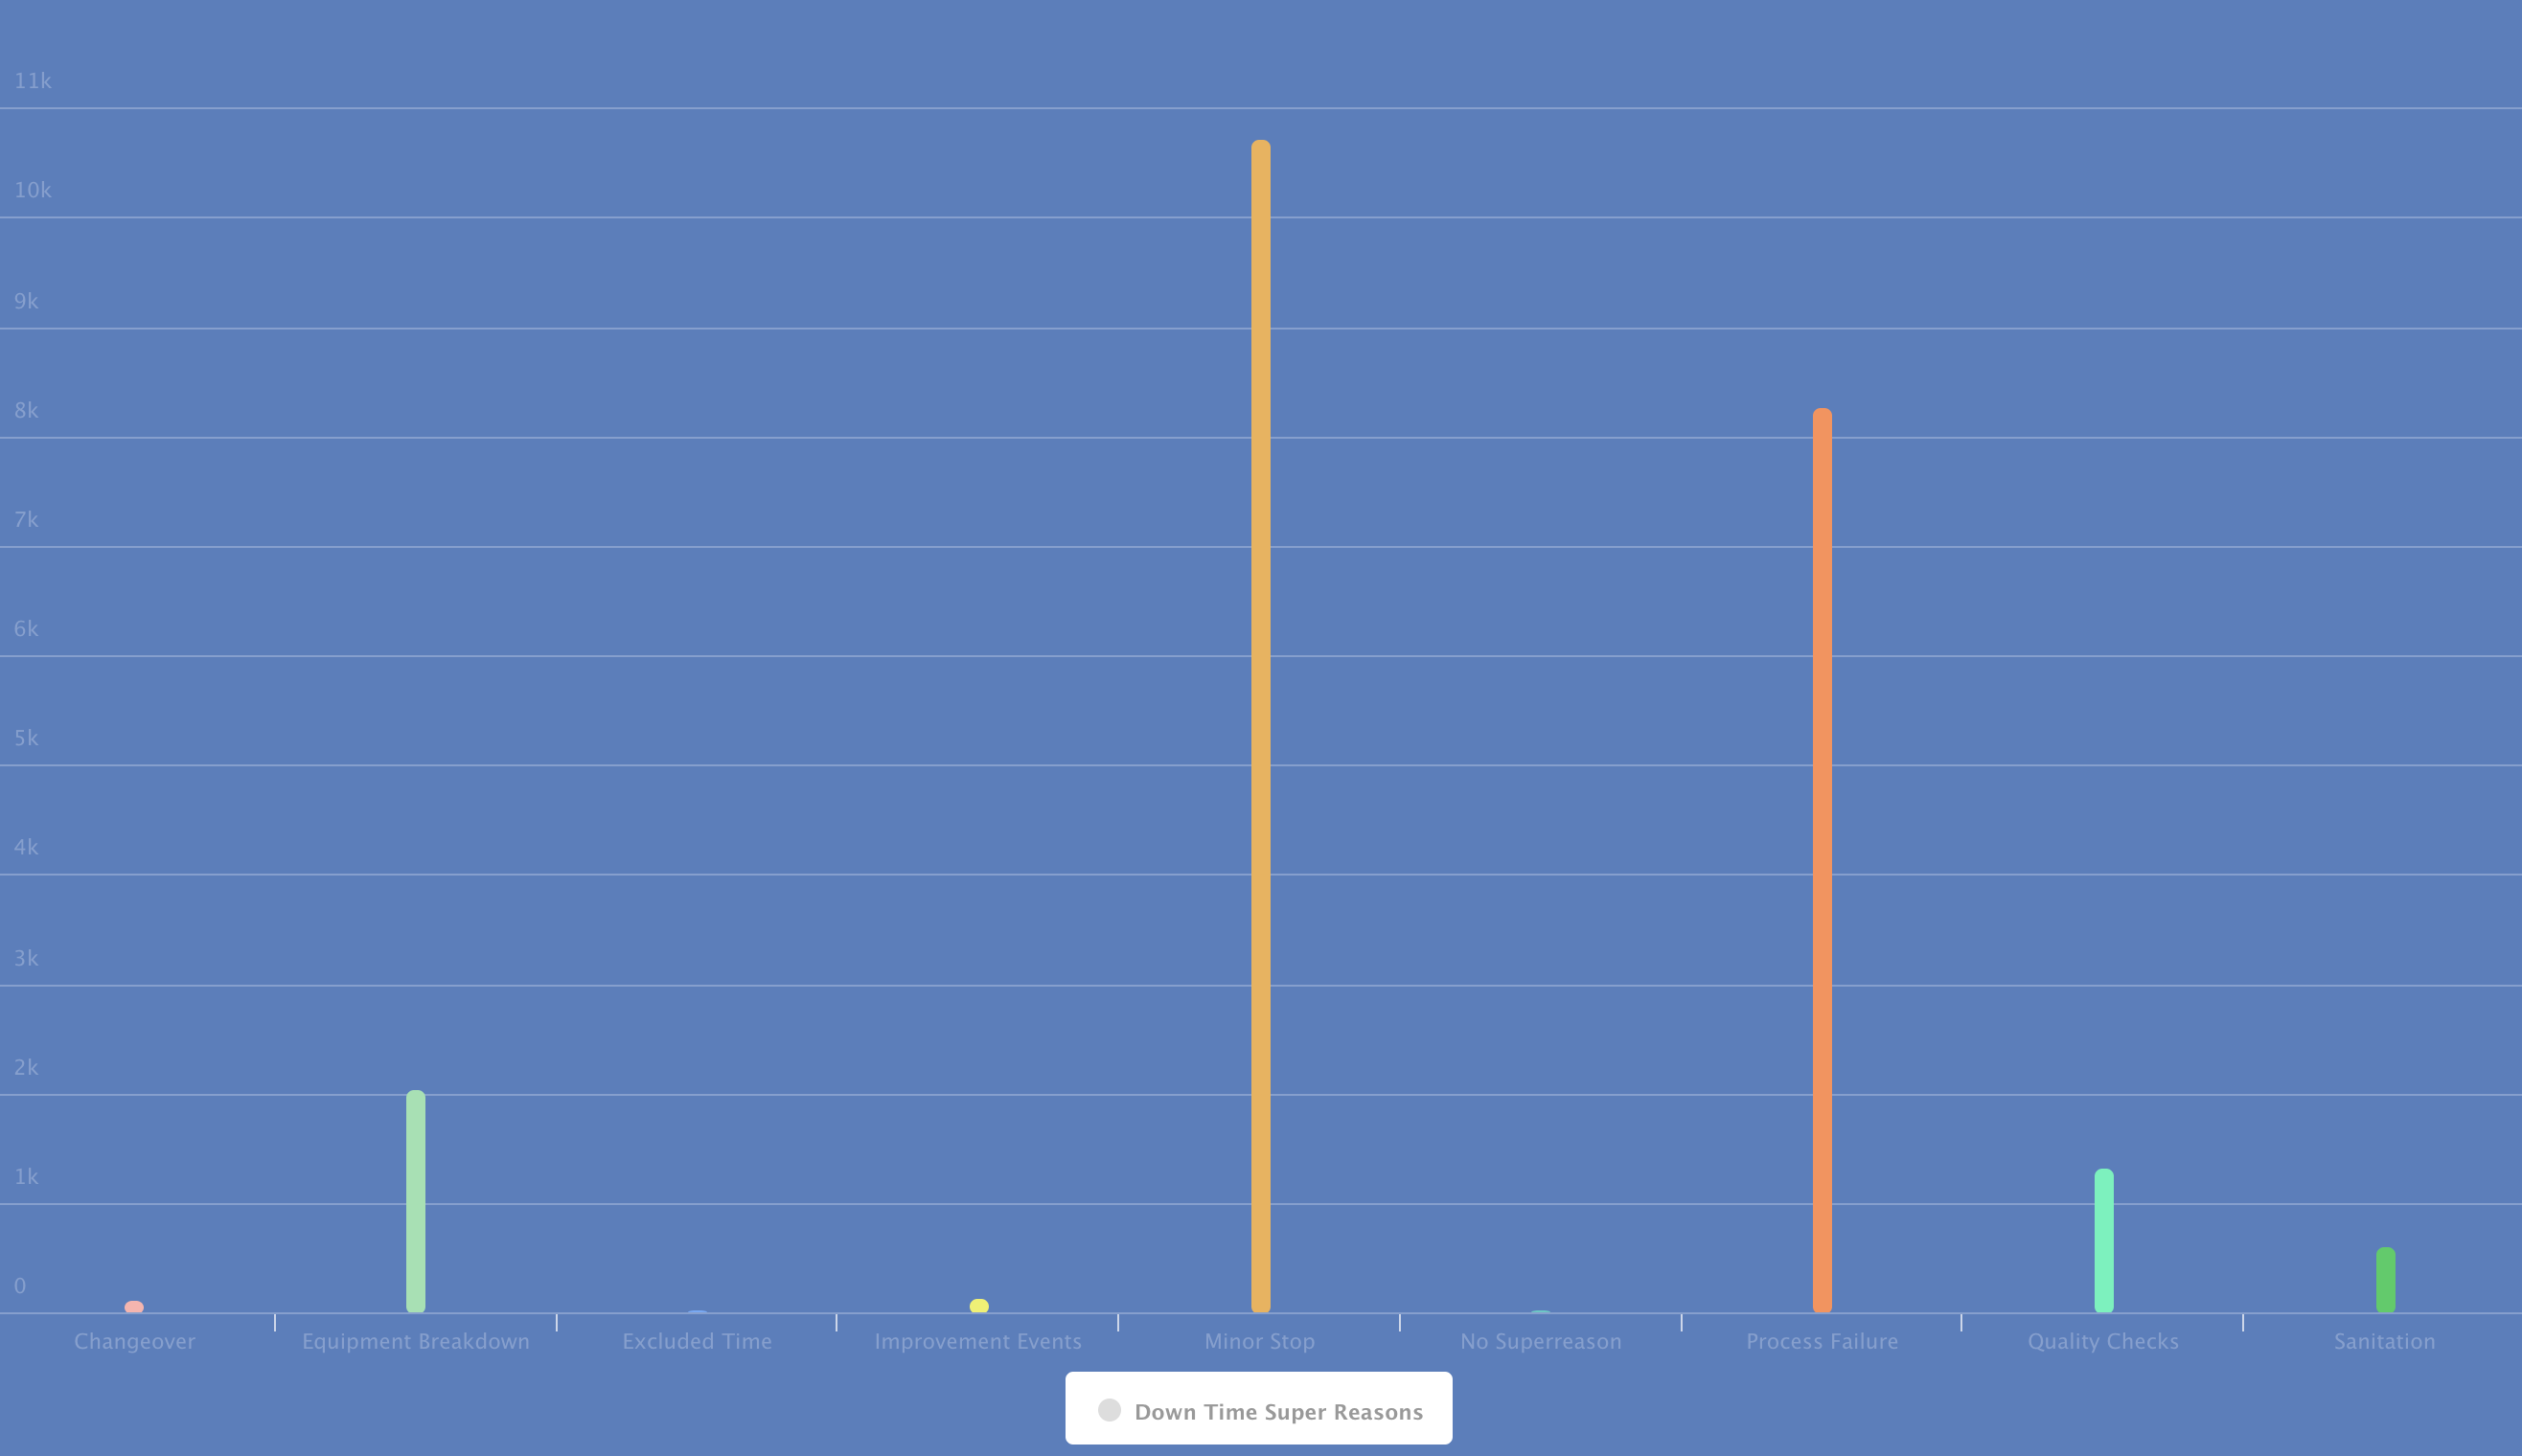 11k
10k
9k
8k
7k
6k
5k
4k
3k
2k
1k
0
Changeover
Equipment Breakdown
Excluded Time
Improvement Events
Minor Stop
No Superreason
Process Failure
Quality Checks
Sanitation
Down Time Super Reasons